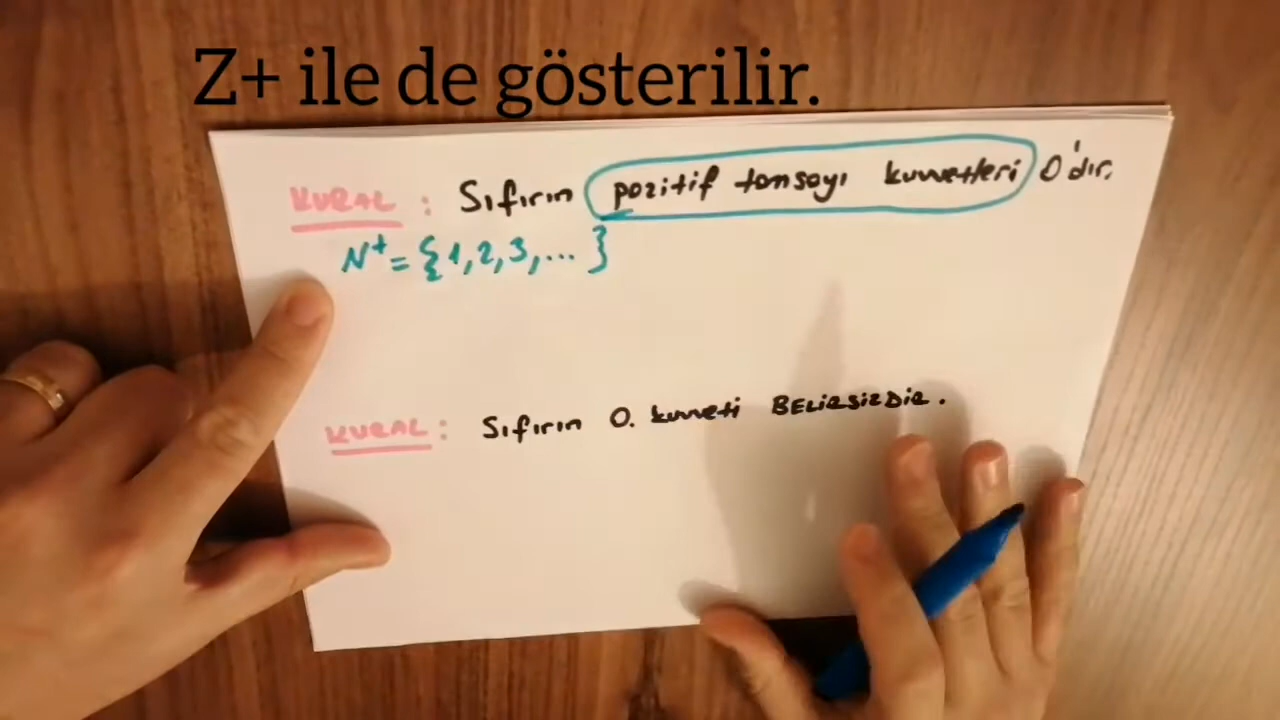 Z+ ile de gösterilir.
KURAL : Sıfırın pozitif tamsayı kuvvetleri 0'dır.
N⁺ = {1, 2, 3, ... }
KURAL : Sıfırın 0. kuvveti BELİRSİZDİR.